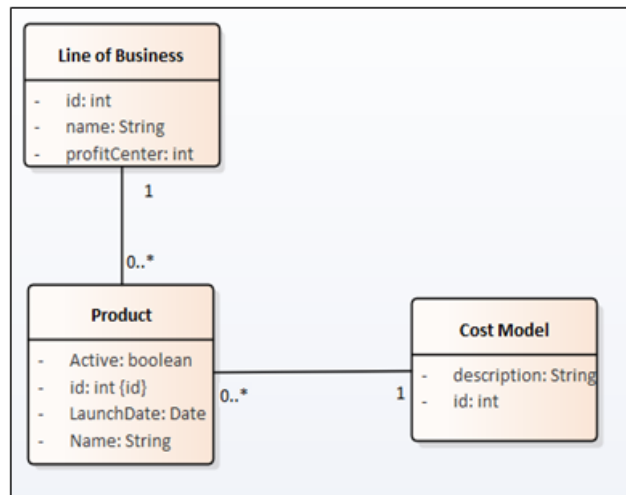 Line of Business
- id: int
- name: String
- profitCenter: int
1
0..*
Product
- Active: boolean
- id: int {id}
- LaunchDate: Date
- Name: String
0..*
1
Cost Model
- description: String
- id: int